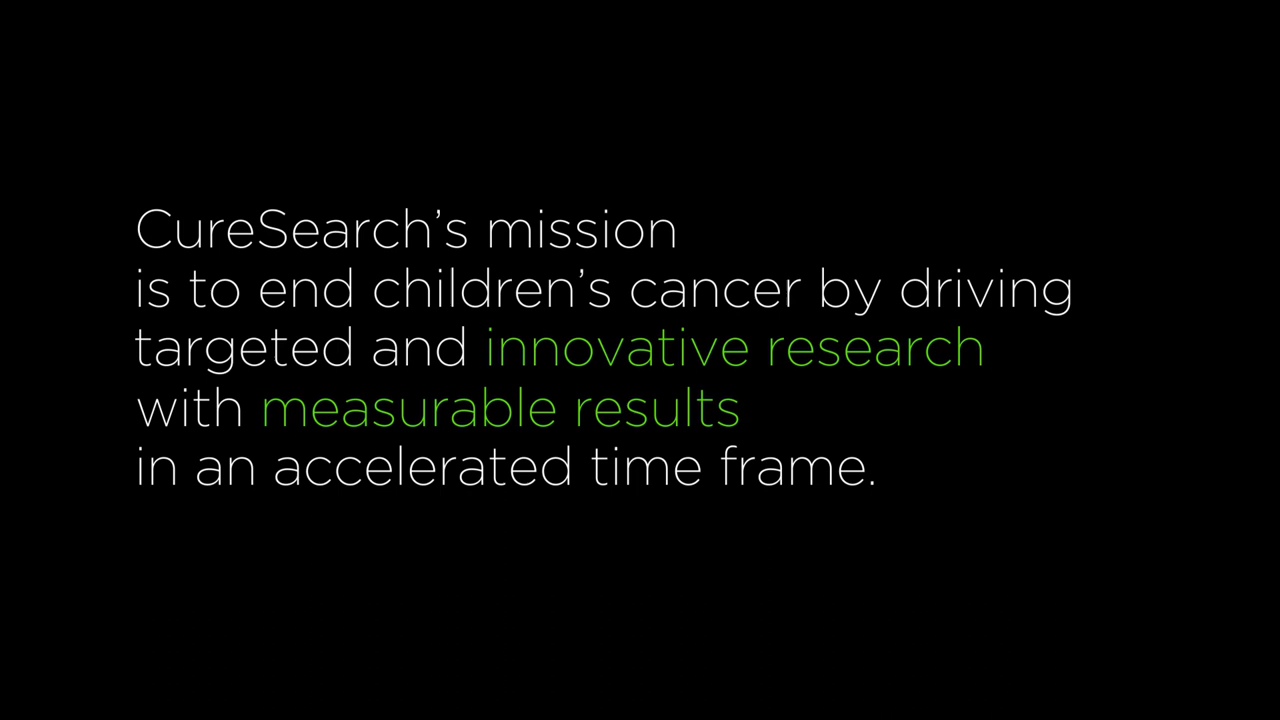 CureSearch’s mission
is to end children’s cancer by driving
targeted and innovative research
with measurable results
in an accelerated time frame.